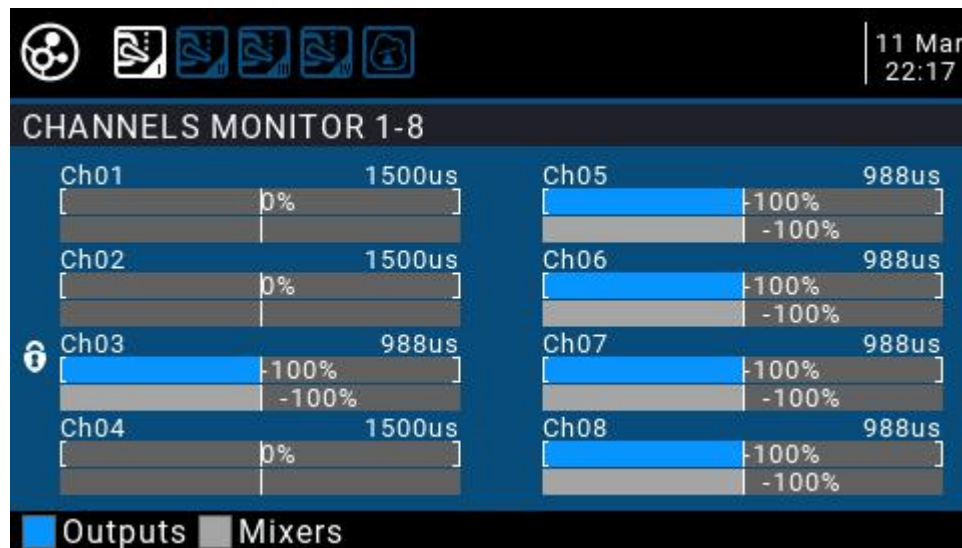 11 Mar
22:17
CHANNELS MONITOR 1-8
Ch01 1500us
0%
Ch02 1500us
0%
Ch03 988us
-100%
-100%
Ch04 1500us
0%
Ch05 988us
-100%
-100%
Ch06 988us
-100%
-100%
Ch07 988us
-100%
-100%
Ch08 988us
-100%
-100%
Outputs Mixers